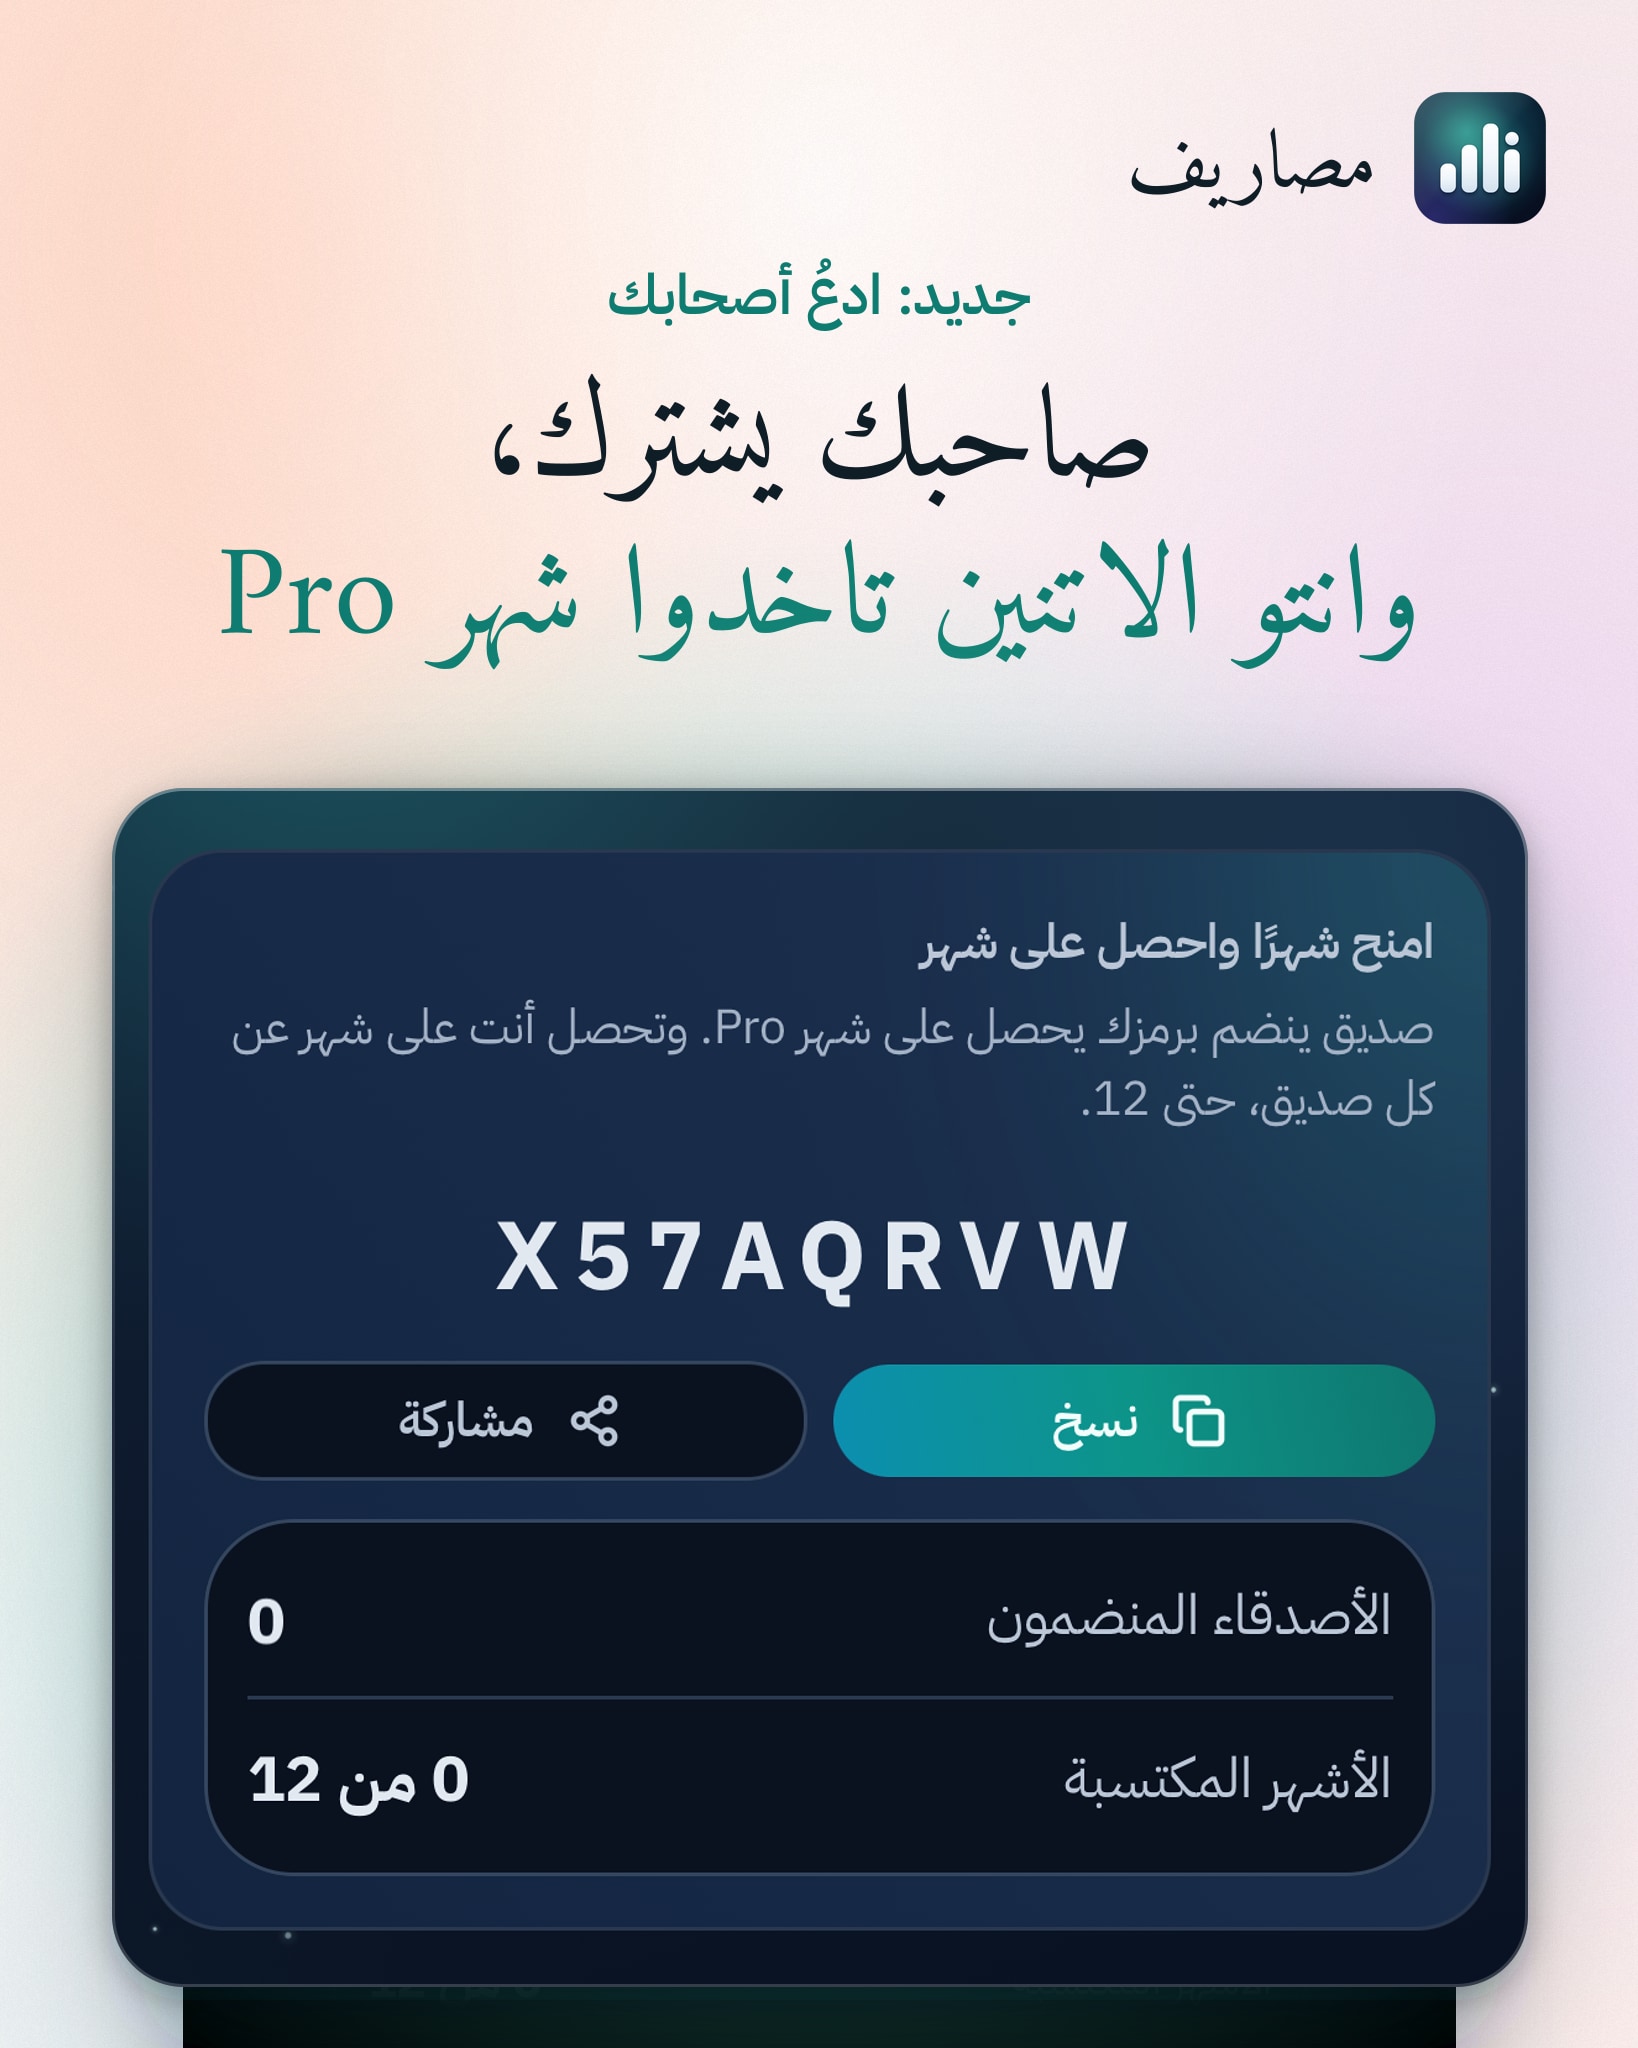 مصاريف
جديد: ادعُ أصحابك
صاحبك يشترك،
وانتو الاتنين تاخدوا شهر Pro
امنح شهرًا واحصل على شهر
صديق ينضم برمزك يحصل على شهر Pro. وتحصل أنت على شهر عن
كل صديق، حتى 12.
X57AQRVW
نسخ
مشاركة
الأصدقاء المنضمون
0
الأشهر المكتسبة
0 من 12